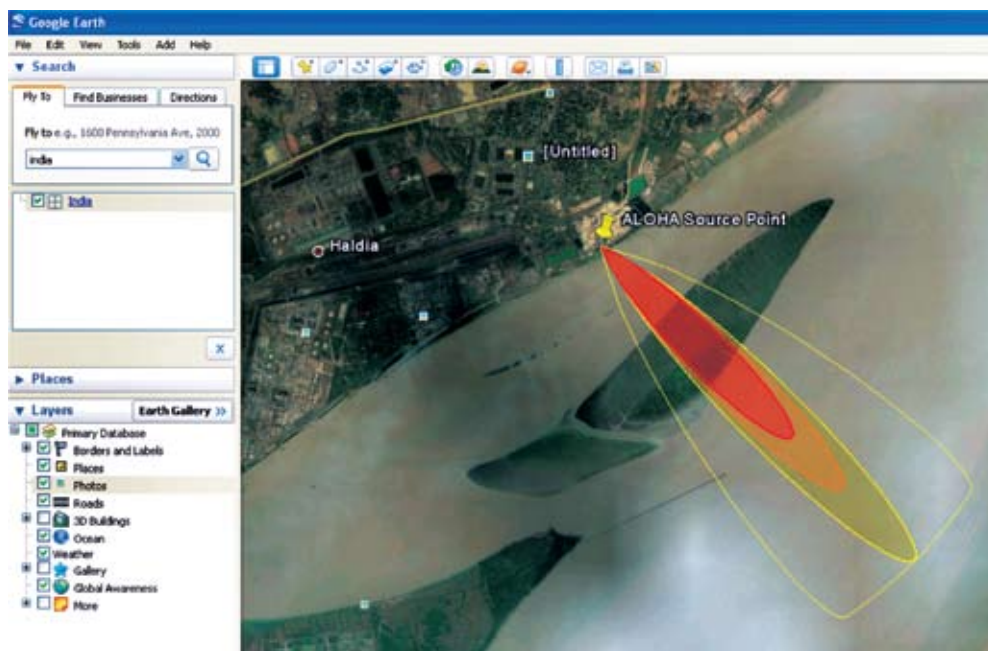 Google Earth
File Edit View Tools Add Help
Search
Fly To Find Businesses Directions
Fly to e.g., 1600 Pennsylvania Ave, 2000
india
India
Places
Layers Earth Gallery >>
Primary Database
Borders and Labels
Places
Photos
Roads
3D Buildings
Ocean
Weather
Gallery
Global Awareness
More
[Untitled]
ALOHA Source Point
Haldia